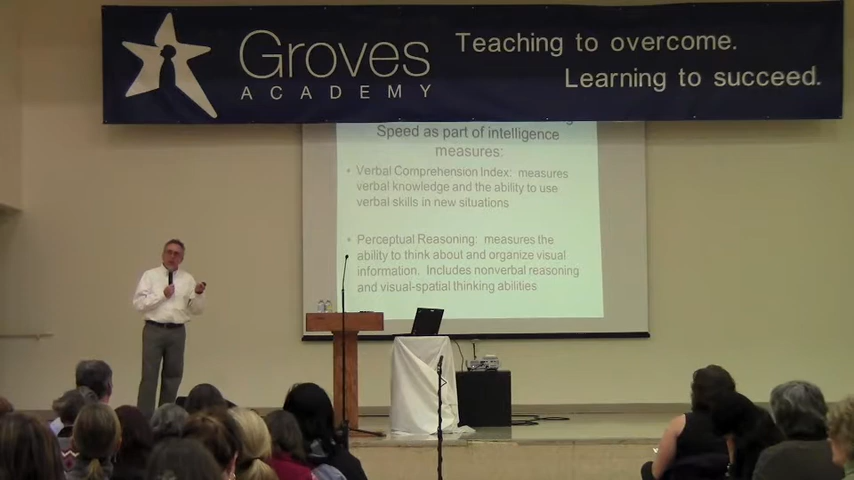 Groves
ACADEMY
Teaching to overcome.
Learning to succeed.
Speed as part of intelligence
measures:
• Verbal Comprehension Index: measures
verbal knowledge and the ability to use
verbal skills in new situations
• Perceptual Reasoning: measures the
ability to think about and organize visual
information. Includes nonverbal reasoning
and visual-spatial thinking abilities